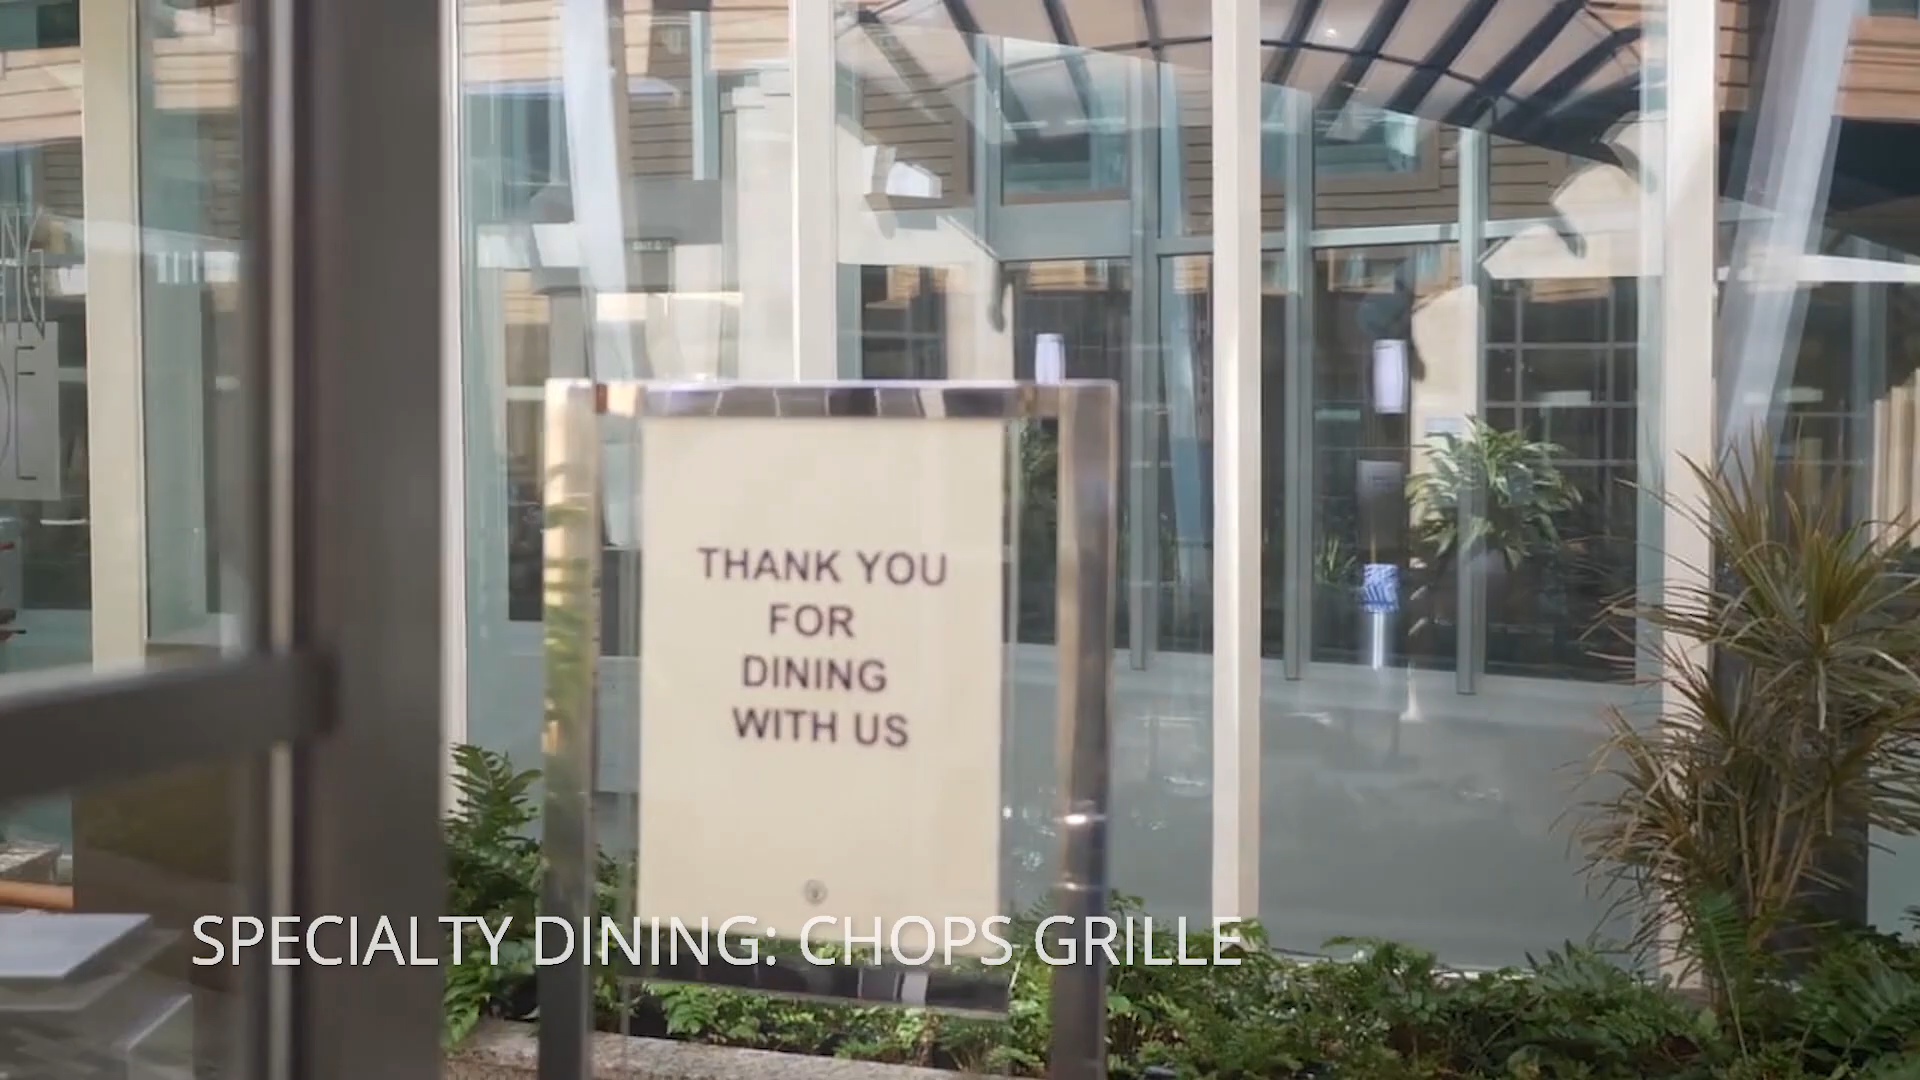 THANK YOU
FOR
DINING
WITH US
SPECIALTY DINING: CHOPS GRILLE